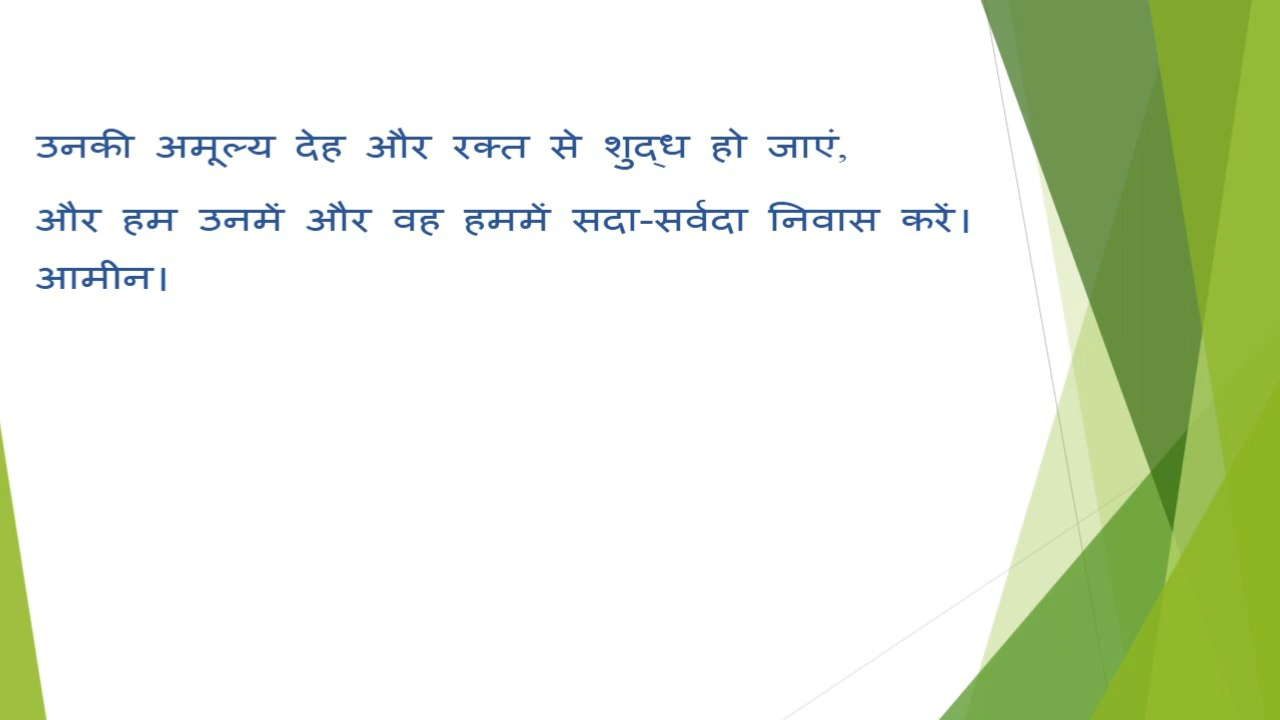 उनकी अमूल्य देह और रक्त से शुद्ध हो जाएं,
और हम उनमें और वह हममें सदा-सर्वदा निवास करें।
आमीन।